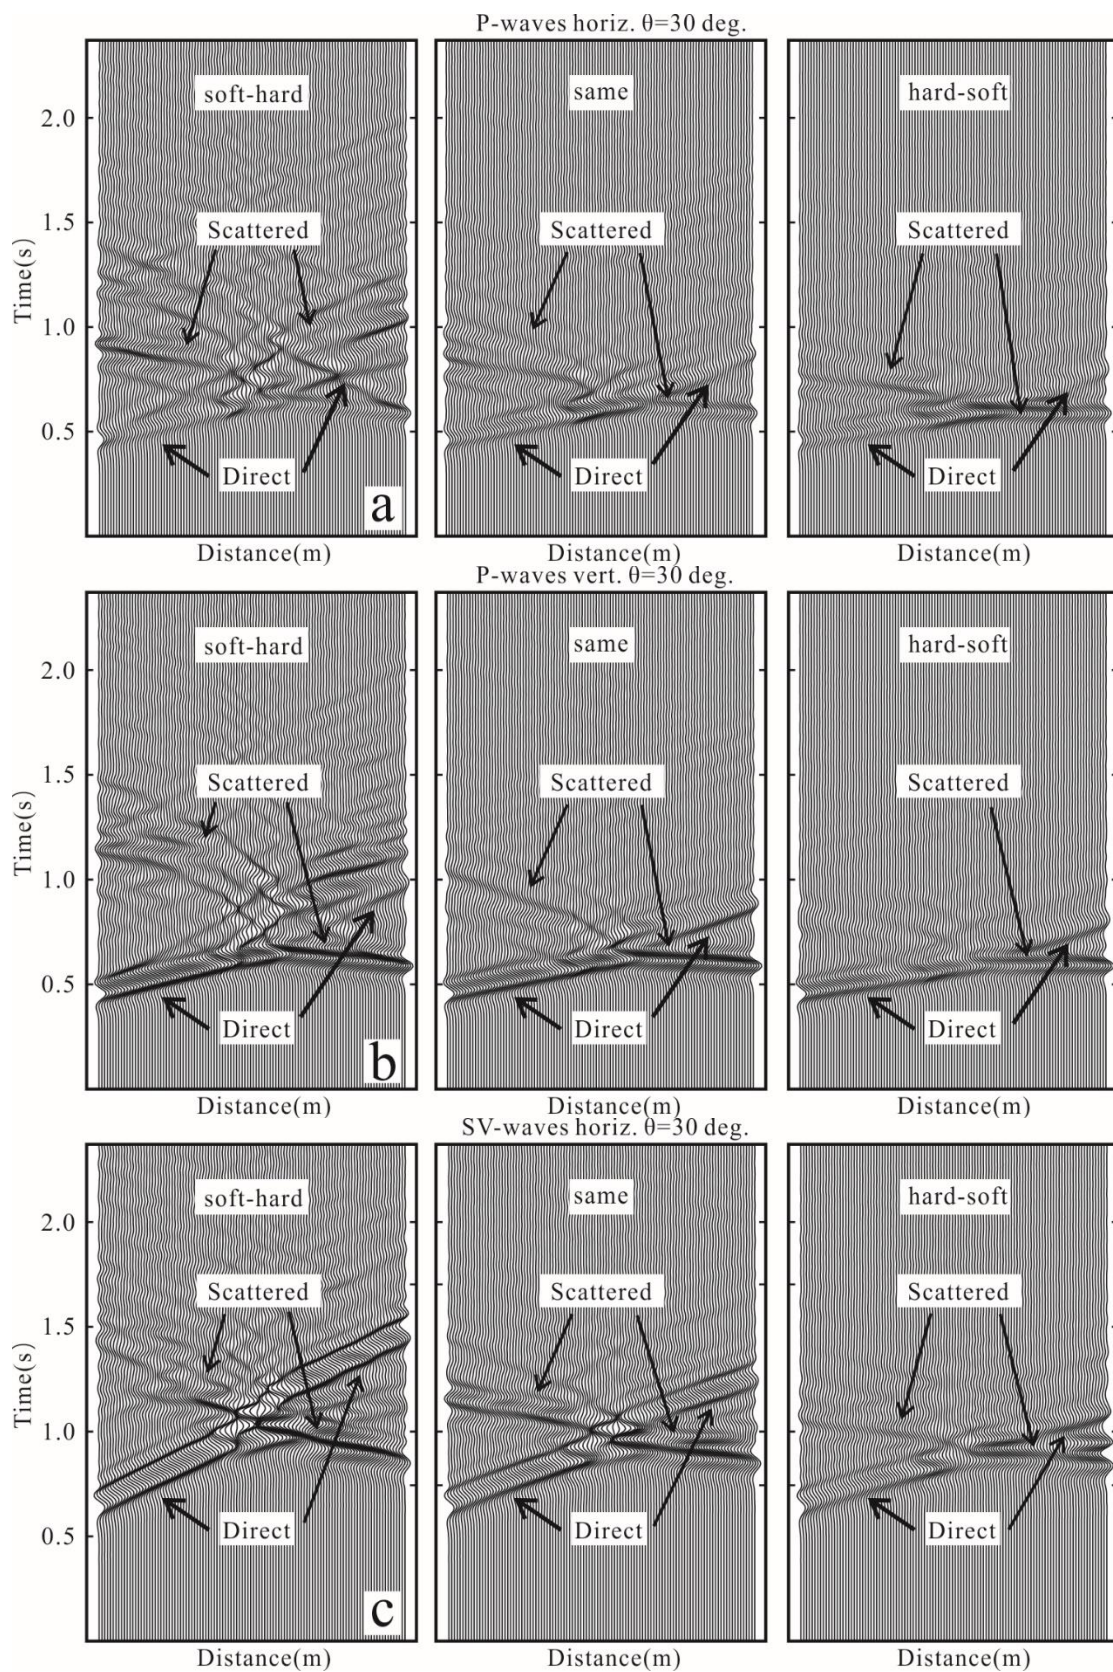 P-waves horiz. θ=30 deg.
soft-hard
same
hard-soft
2.0
Scattered
Scattered
Scattered
1.5
Time(s)
1.0
0.5
Direct
Direct
Direct
a
Distance(m)
Distance(m)
Distance(m)
P-waves vert. θ=30 deg.
soft-hard
same
hard-soft
2.0
Scattered
Scattered
Scattered
1.5
Time(s)
1.0
0.5
Direct
Direct
Direct
b
Distance(m)
Distance(m)
Distance(m)
SV-waves horiz. θ=30 deg.
soft-hard
same
hard-soft
2.0
Scattered
Scattered
Scattered
1.5
Time(s)
1.0
0.5
Direct
Direct
Direct
c
Distance(m)
Distance(m)
Distance(m)